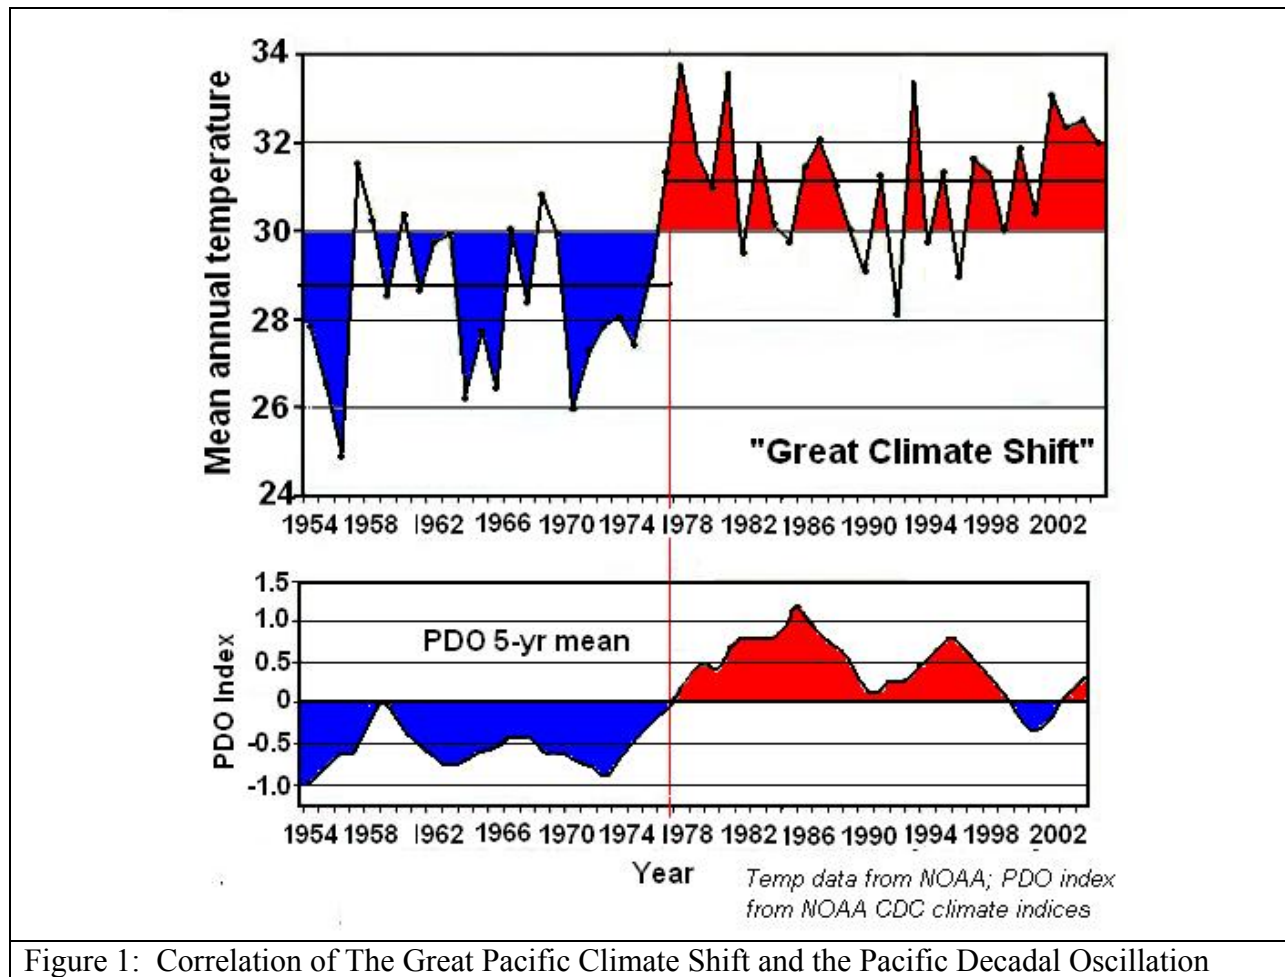 34
32
30
28
26
24
Mean annual temperature
"Great Climate Shift"
1954 1958 1962 1966 1970 1974 1978 1982 1986 1990 1994 1998 2002
1.5
1.0
0.5
0
-0.5
-1.0
PDO Index
PDO 5-yr mean
1954 1958 1962 1966 1970 1974 1978 1982 1986 1990 1994 1998 2002
Year
Temp data from NOAA; PDO index
from NOAA CDC climate indices
Figure 1: Correlation of The Great Pacific Climate Shift and the Pacific Decadal Oscillation